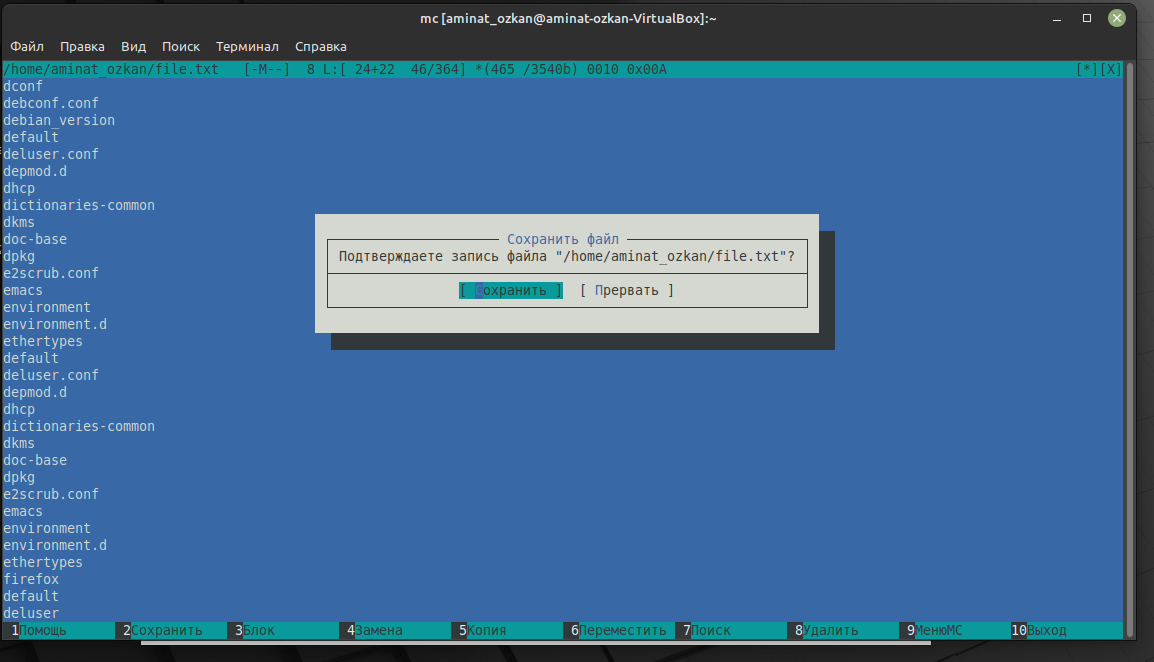 mc [aminat_ozkan@aminat-ozkan-VirtualBox]:~
Файл Правка Вид Поиск Терминал Справка
/home/aminat_ozkan/file.txt [-M--] 8 L:[ 24+22 46/364] *(465 /3540b) 0010 0x00A [*][X]
dconf
debconf.conf
debian_version
default
deluser.conf
depmod.d
dhcp
dictionaries-common
dkms
doc-base
dpkg
e2scrub.conf
emacs
environment
environment.d
ethertypes
default
deluser.conf
depmod.d
dhcp
dictionaries-common
dkms
doc-base
dpkg
e2scrub.conf
emacs
environment
environment.d
ethertypes
firefox
default
deluser
Сохранить файл
Подтверждаете запись файла "/home/aminat_ozkan/file.txt"?
[ Сохранить ] [ Прервать ]
1Помощь 2Сохранить 3Блок 4Замена 5Копия 6Переместить 7Поиск 8Удалить 9МенюMC 10Выход